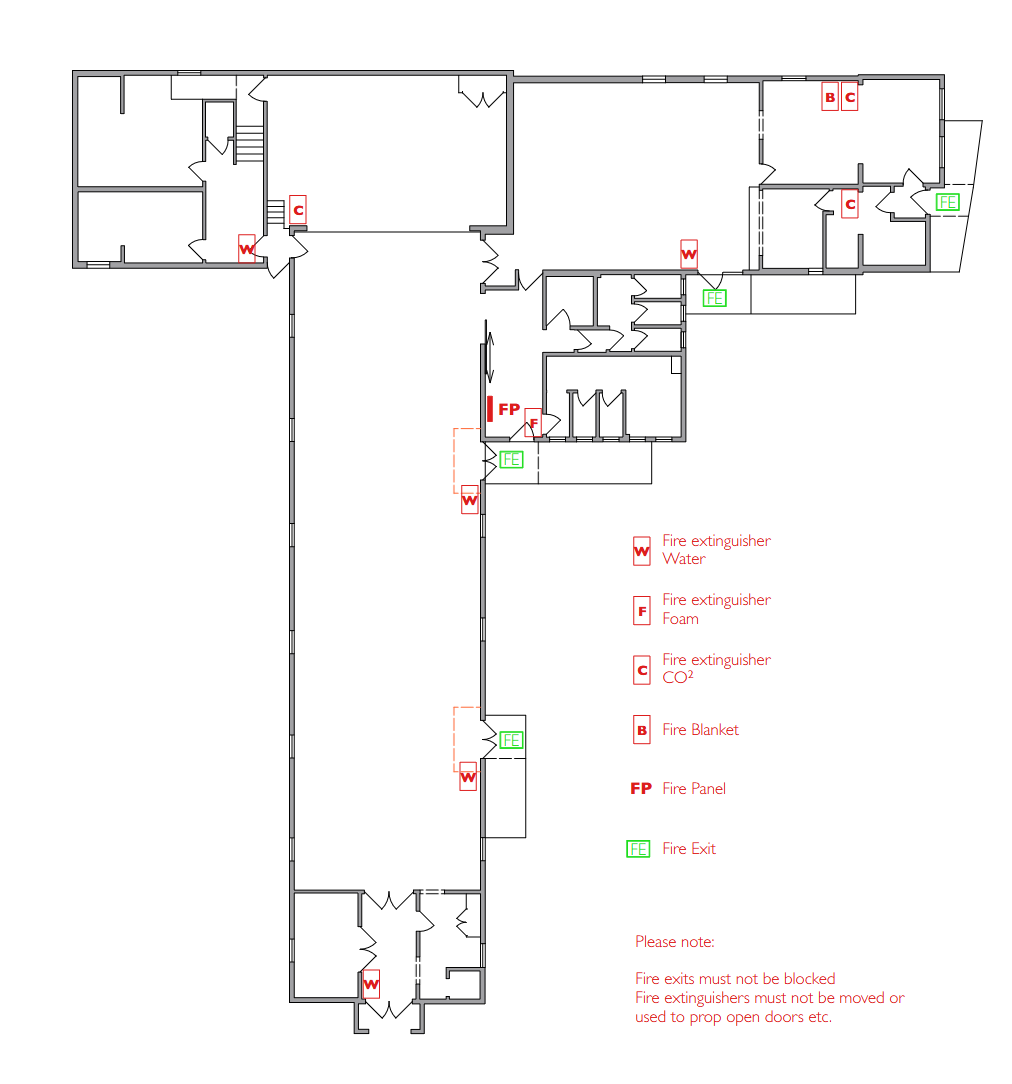 B C
C
C
FE
W
W
FE
FP
F
FE
W
W
Fire extinguisher
Water
F
Fire extinguisher
Foam
C
Fire extinguisher
CO²
B
Fire Blanket
FE
W
FP
Fire Panel
FE
Fire Exit
Please note:
W
Fire exits must not be blocked
Fire extinguishers must not be moved or
used to prop open doors etc.